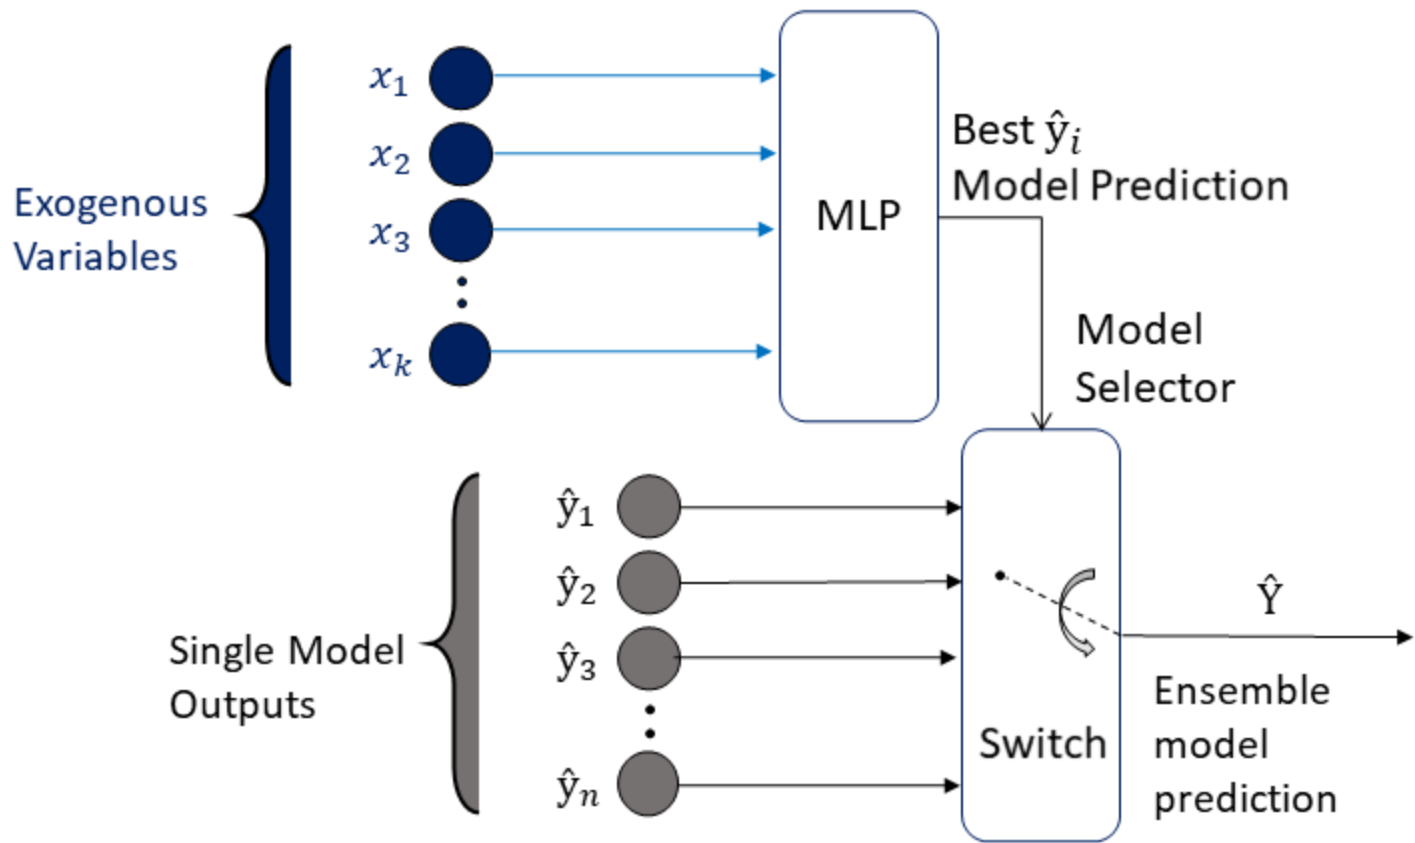 x₁
x₂
Exogenous
Variables
x₃
xₖ
MLP
Best ŷᵢ
Model Prediction
Model
Selector
ŷ₁
ŷ₂
Single Model
Outputs
ŷ₃
ŷₙ
Switch
Ŷ
Ensemble
model
prediction